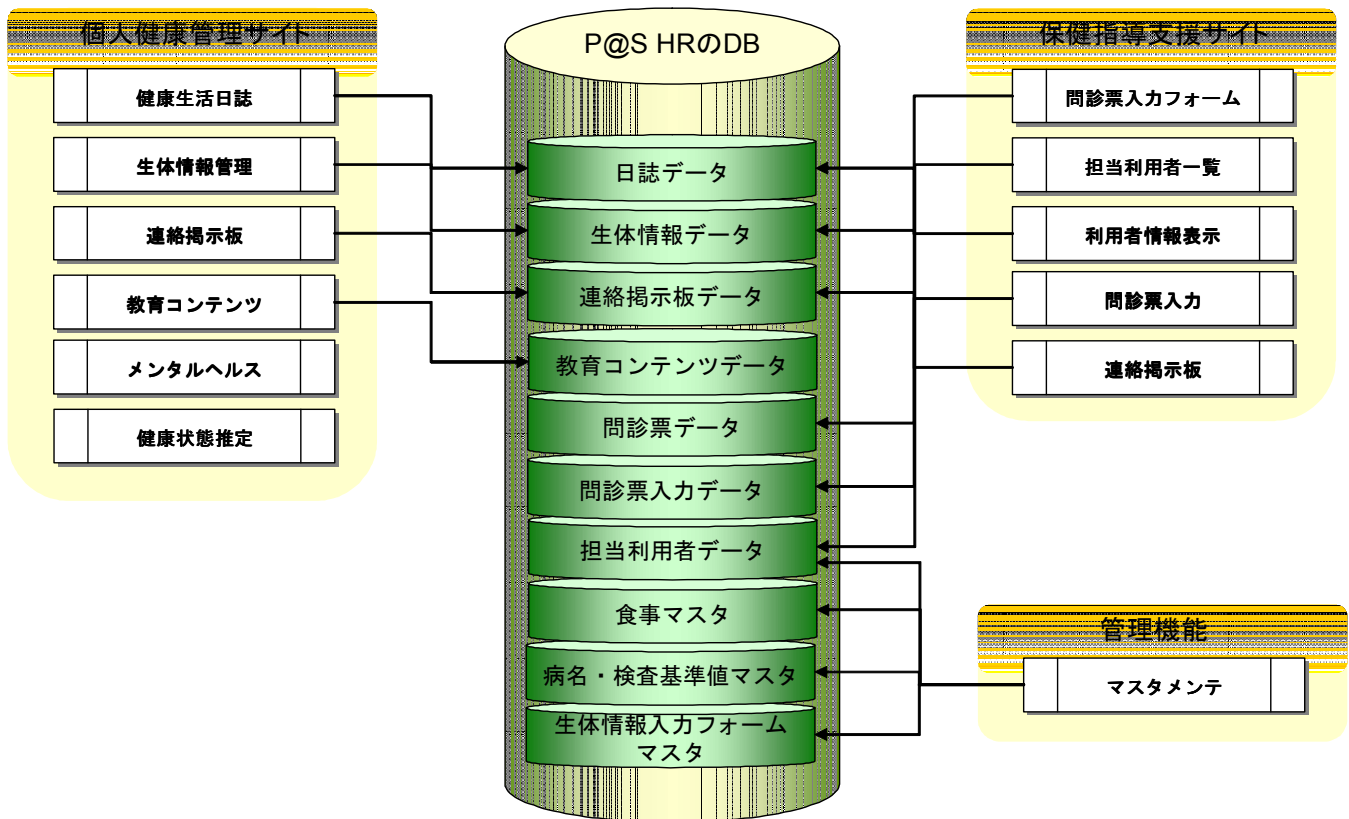 個人健康管理サイト
健康生活日誌
生体情報管理
連絡掲示板
教育コンテンツ
メンタルヘルス
健康状態推定
P@S HRのDB
日誌データ
生体情報データ
連絡掲示板データ
教育コンテンツデータ
問診票データ
問診票入力データ
担当利用者データ
食事マスタ
病名・検査基準値マスタ
生体情報入力フォーム
マスタ
保健指導支援サイト
問診票入力フォーム
担当利用者一覧
利用者情報表示
問診票入力
連絡掲示板
管理機能
マスタメンテ